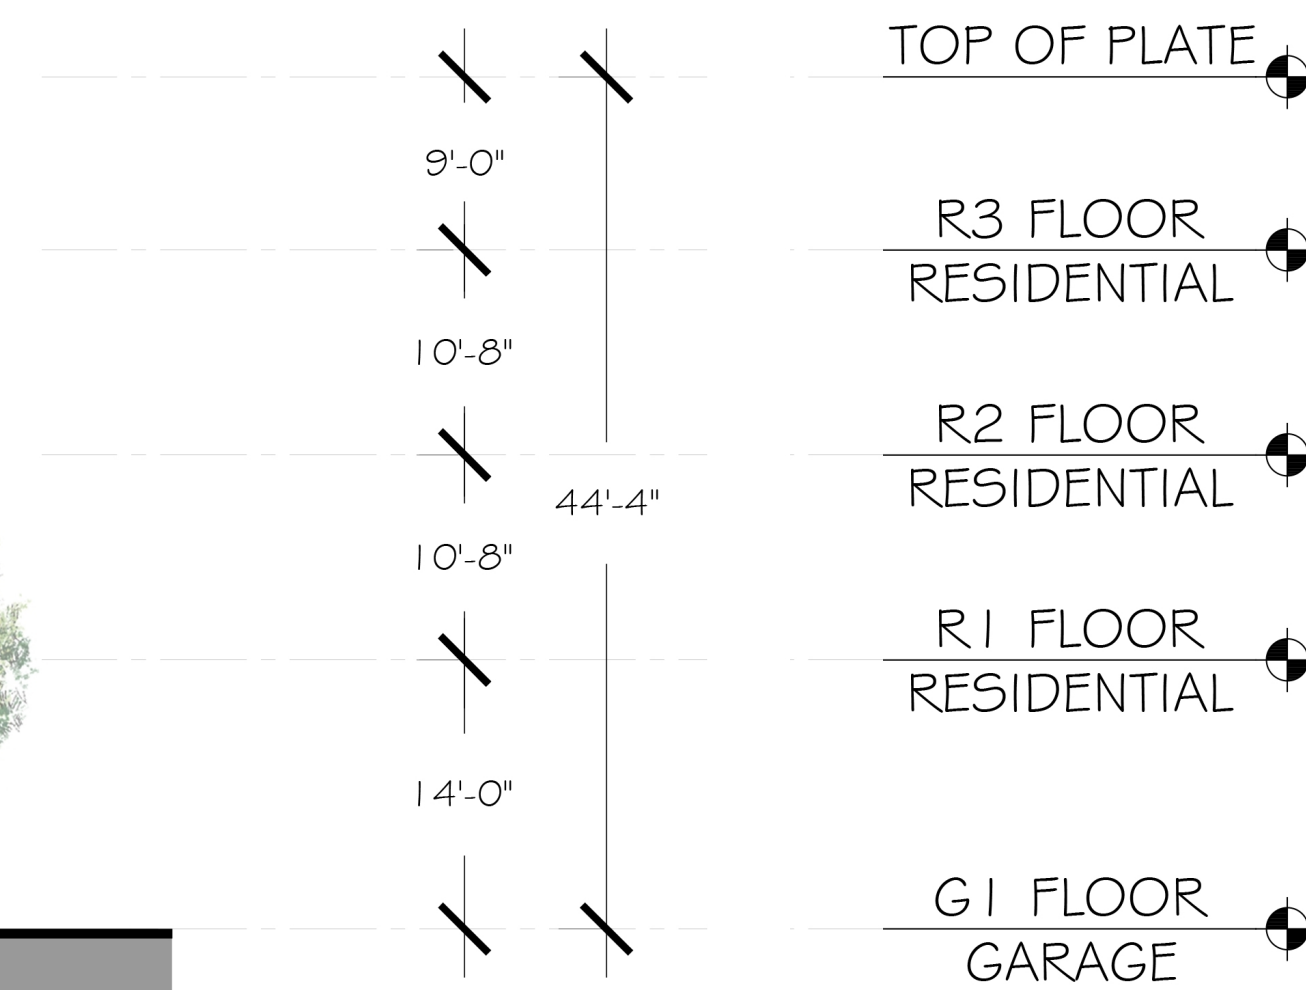 TOP OF PLATE
9'-0"
R3 FLOOR
RESIDENTIAL
10'-8"
R2 FLOOR
RESIDENTIAL
44'-4"
10'-8"
R1 FLOOR
RESIDENTIAL
14'-0"
G1 FLOOR
GARAGE